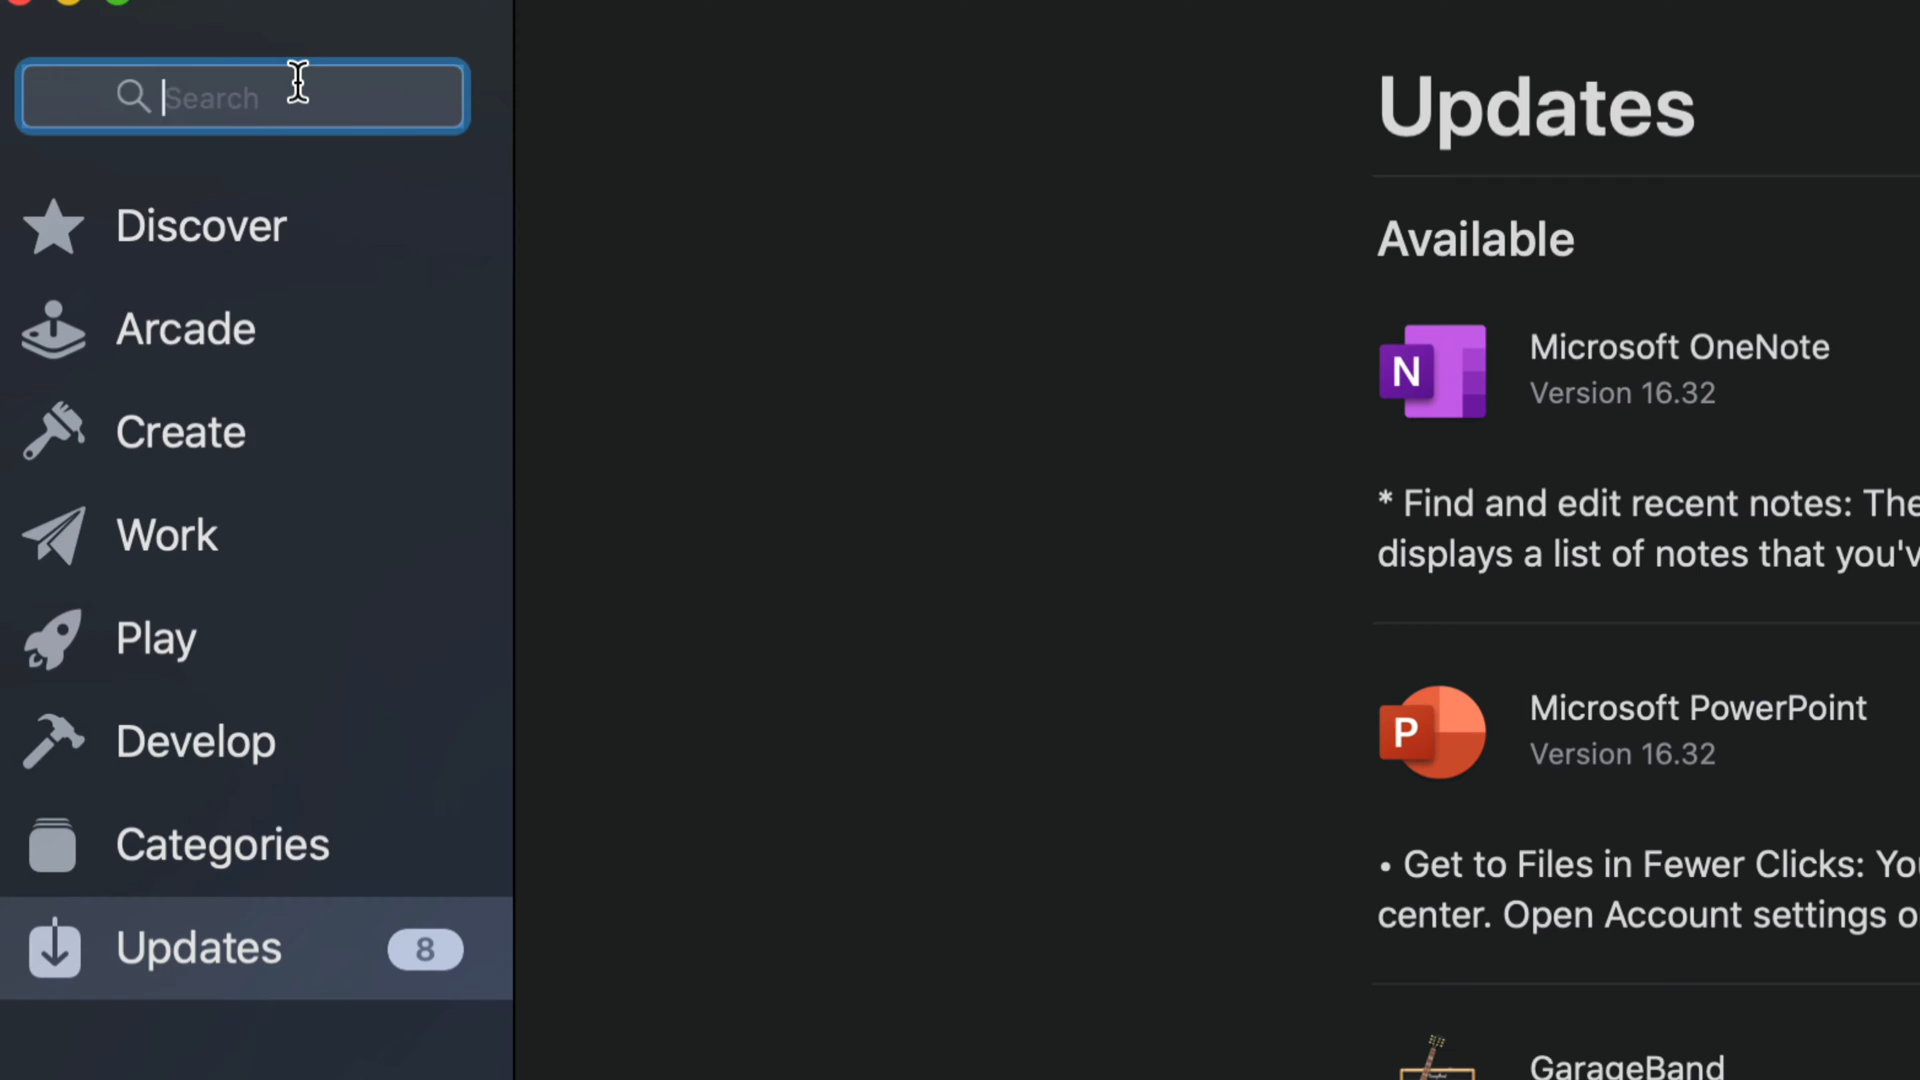 Search
Discover
Arcade
Create
Work
Play
Develop
Categories
Updates 8
Updates
Available
N
Microsoft OneNote
Version 16.32
* Find and edit recent notes: The
displays a list of notes that you'v
P
Microsoft PowerPoint
Version 16.32
• Get to Files in Fewer Clicks: You
center. Open Account settings o
GarageBand